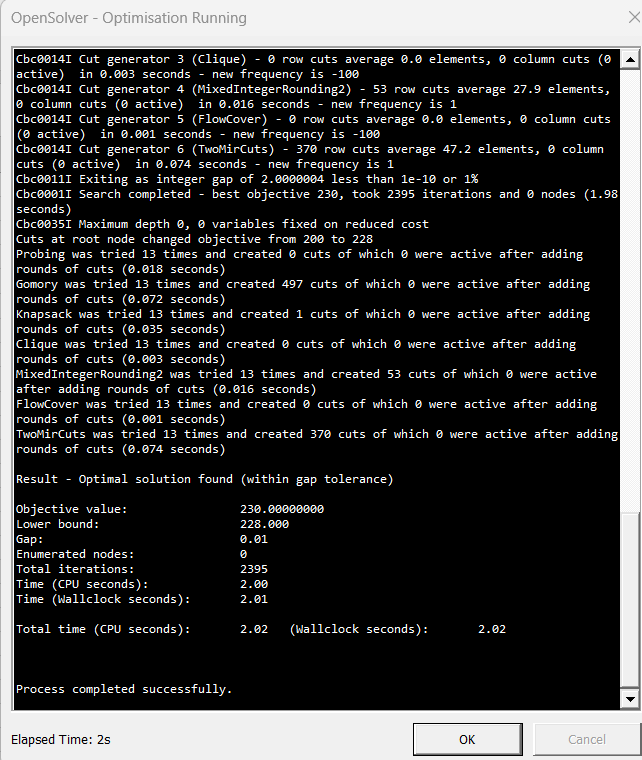 OpenSolver - Optimisation Running
Cbc0014I Cut generator 3 (Clique) - 0 row cuts average 0.0 elements, 0 column cuts (0
active)  in 0.003 seconds - new frequency is -100
Cbc0014I Cut generator 4 (MixedIntegerRounding2) - 53 row cuts average 27.9 elements,
0 column cuts (0 active)  in 0.016 seconds - new frequency is 1
Cbc0014I Cut generator 5 (FlowCover) - 0 row cuts average 0.0 elements, 0 column cuts
(0 active)  in 0.001 seconds - new frequency is -100
Cbc0014I Cut generator 6 (TwoMirCuts) - 370 row cuts average 47.2 elements, 0 column
cuts (0 active)  in 0.074 seconds - new frequency is 1
Cbc0011I Exiting as integer gap of 2.0000004 less than 1e-10 or 1%
Cbc0001I Search completed - best objective 230, took 2395 iterations and 0 nodes (1.98
seconds)
Cbc0035I Maximum depth 0, 0 variables fixed on reduced cost
Cuts at root node changed objective from 200 to 228
Probing was tried 13 times and created 0 cuts of which 0 were active after adding
rounds of cuts (0.018 seconds)
Gomory was tried 13 times and created 497 cuts of which 0 were active after adding
rounds of cuts (0.072 seconds)
Knapsack was tried 13 times and created 1 cuts of which 0 were active after adding
rounds of cuts (0.035 seconds)
Clique was tried 13 times and created 0 cuts of which 0 were active after adding
rounds of cuts (0.003 seconds)
MixedIntegerRounding2 was tried 13 times and created 53 cuts of which 0 were active
after adding rounds of cuts (0.016 seconds)
FlowCover was tried 13 times and created 0 cuts of which 0 were active after adding
rounds of cuts (0.001 seconds)
TwoMirCuts was tried 13 times and created 370 cuts of which 0 were active after adding
rounds of cuts (0.074 seconds)
Result - Optimal solution found (within gap tolerance)
Objective value:                230.00000000
Lower bound:                    228.000
Gap:                            0.01
Enumerated nodes:               0
Total iterations:               2395
Time (CPU seconds):             2.00
Time (Wallclock seconds):       2.01
Total time (CPU seconds):       2.02   (Wallclock seconds):       2.02
Process completed successfully.
Elapsed Time: 2s
OK
Cancel